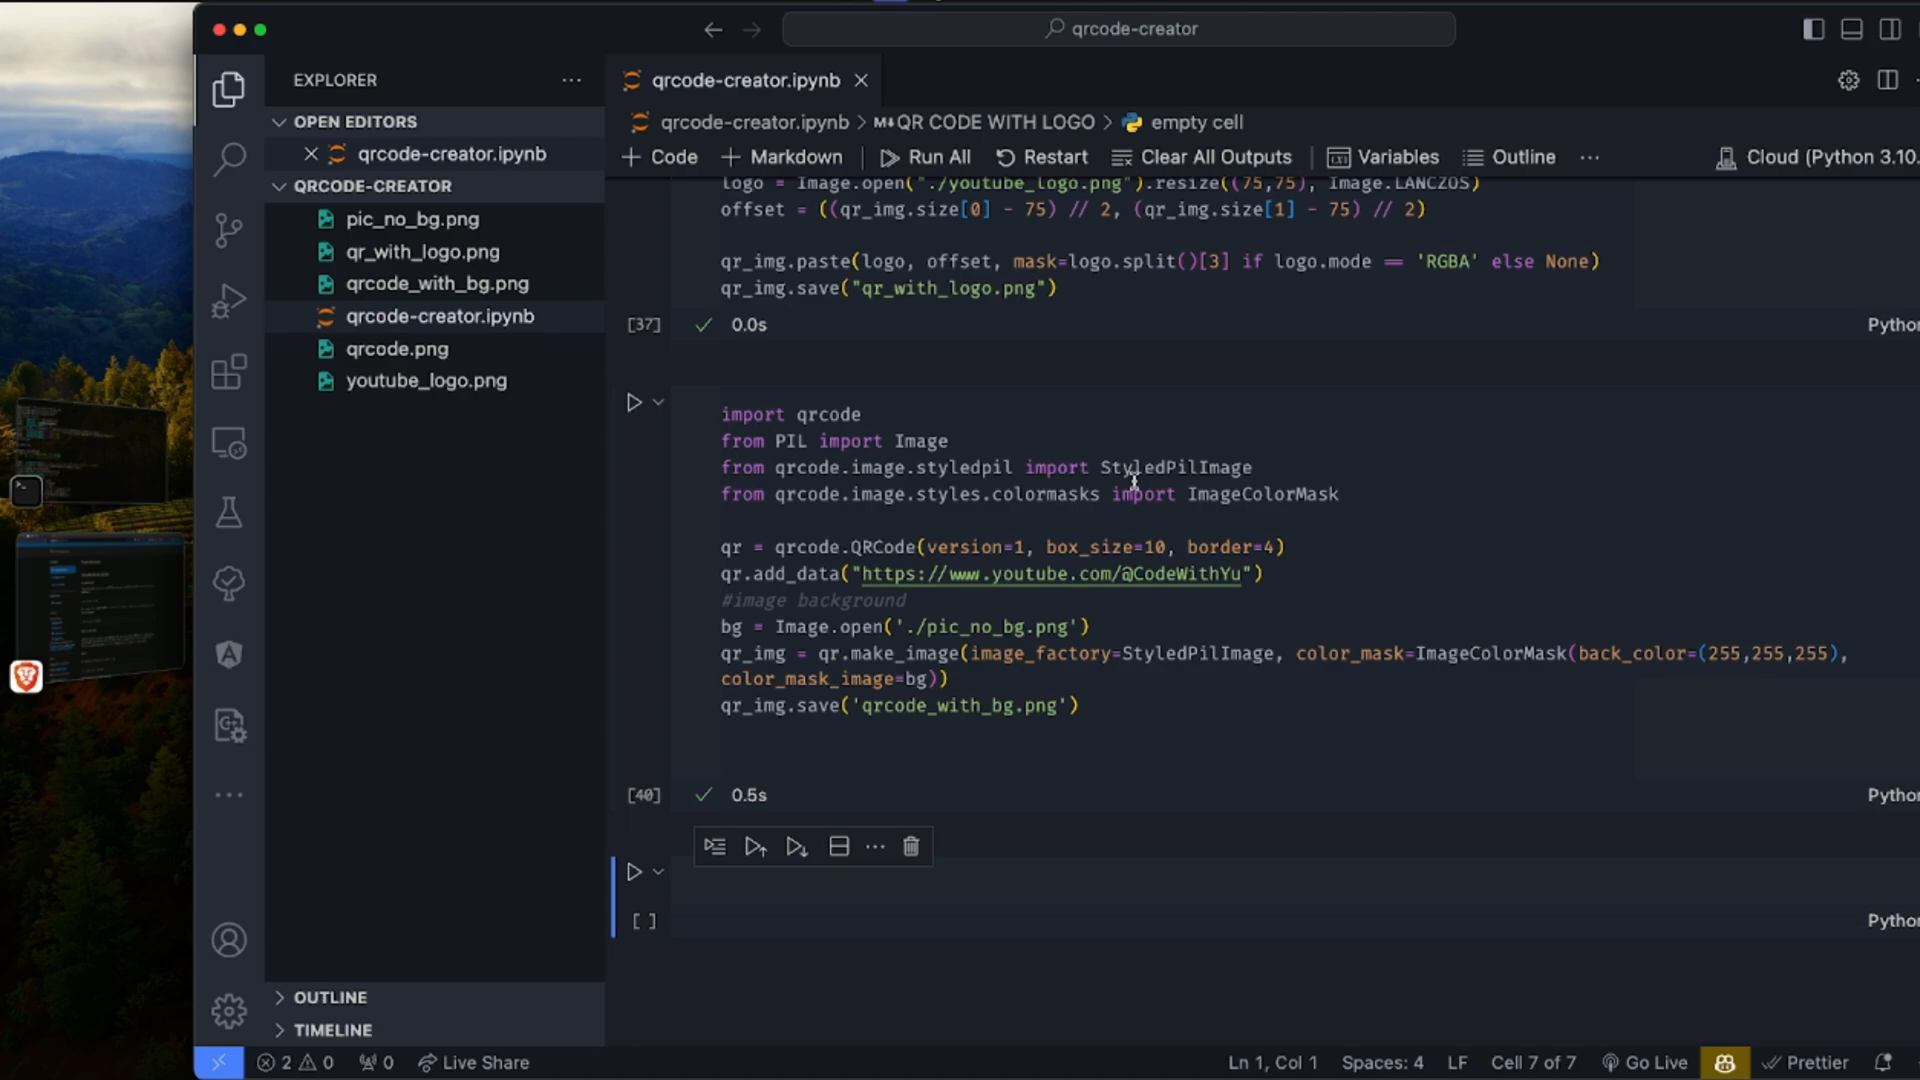 qrcode-creator
EXPLORER
OPEN EDITORS
qrcode-creator.ipynb
QRCODE-CREATOR
pic_no_bg.png
qr_with_logo.png
qrcode_with_bg.png
qrcode-creator.ipynb
qrcode.png
youtube_logo.png
OUTLINE
TIMELINE
qrcode-creator.ipynb
qrcode-creator.ipynb > M↓QR CODE WITH LOGO > empty cell
+ Code + Markdown Run All Restart Clear All Outputs Variables Outline ... Cloud (Python 3.10.
logo = Image.open("./youtube_logo.png").resize((75,75), Image.LANCZOS)
offset = ((qr_img.size[0] - 75) // 2, (qr_img.size[1] - 75) // 2)
qr_img.paste(logo, offset, mask=logo.split()[3] if logo.mode == 'RGBA' else None)
qr_img.save("qr_with_logo.png")
[37] ✓ 0.0s Python
import qrcode
from PIL import Image
from qrcode.image.styledpil import StyledPilImage
from qrcode.image.styles.colormasks import ImageColorMask
qr = qrcode.QRCode(version=1, box_size=10, border=4)
qr.add_data("https://www.youtube.com/@CodeWithYu")
#image background
bg = Image.open('./pic_no_bg.png')
qr_img = qr.make_image(image_factory=StyledPilImage, color_mask=ImageColorMask(back_color=(255,255,255),
color_mask_image=bg))
qr_img.save('qrcode_with_bg.png')
[40] ✓ 0.5s Python
[ ] Python
2 0 0 Live Share Ln 1, Col 1 Spaces: 4 LF Cell 7 of 7 Go Live Prettier